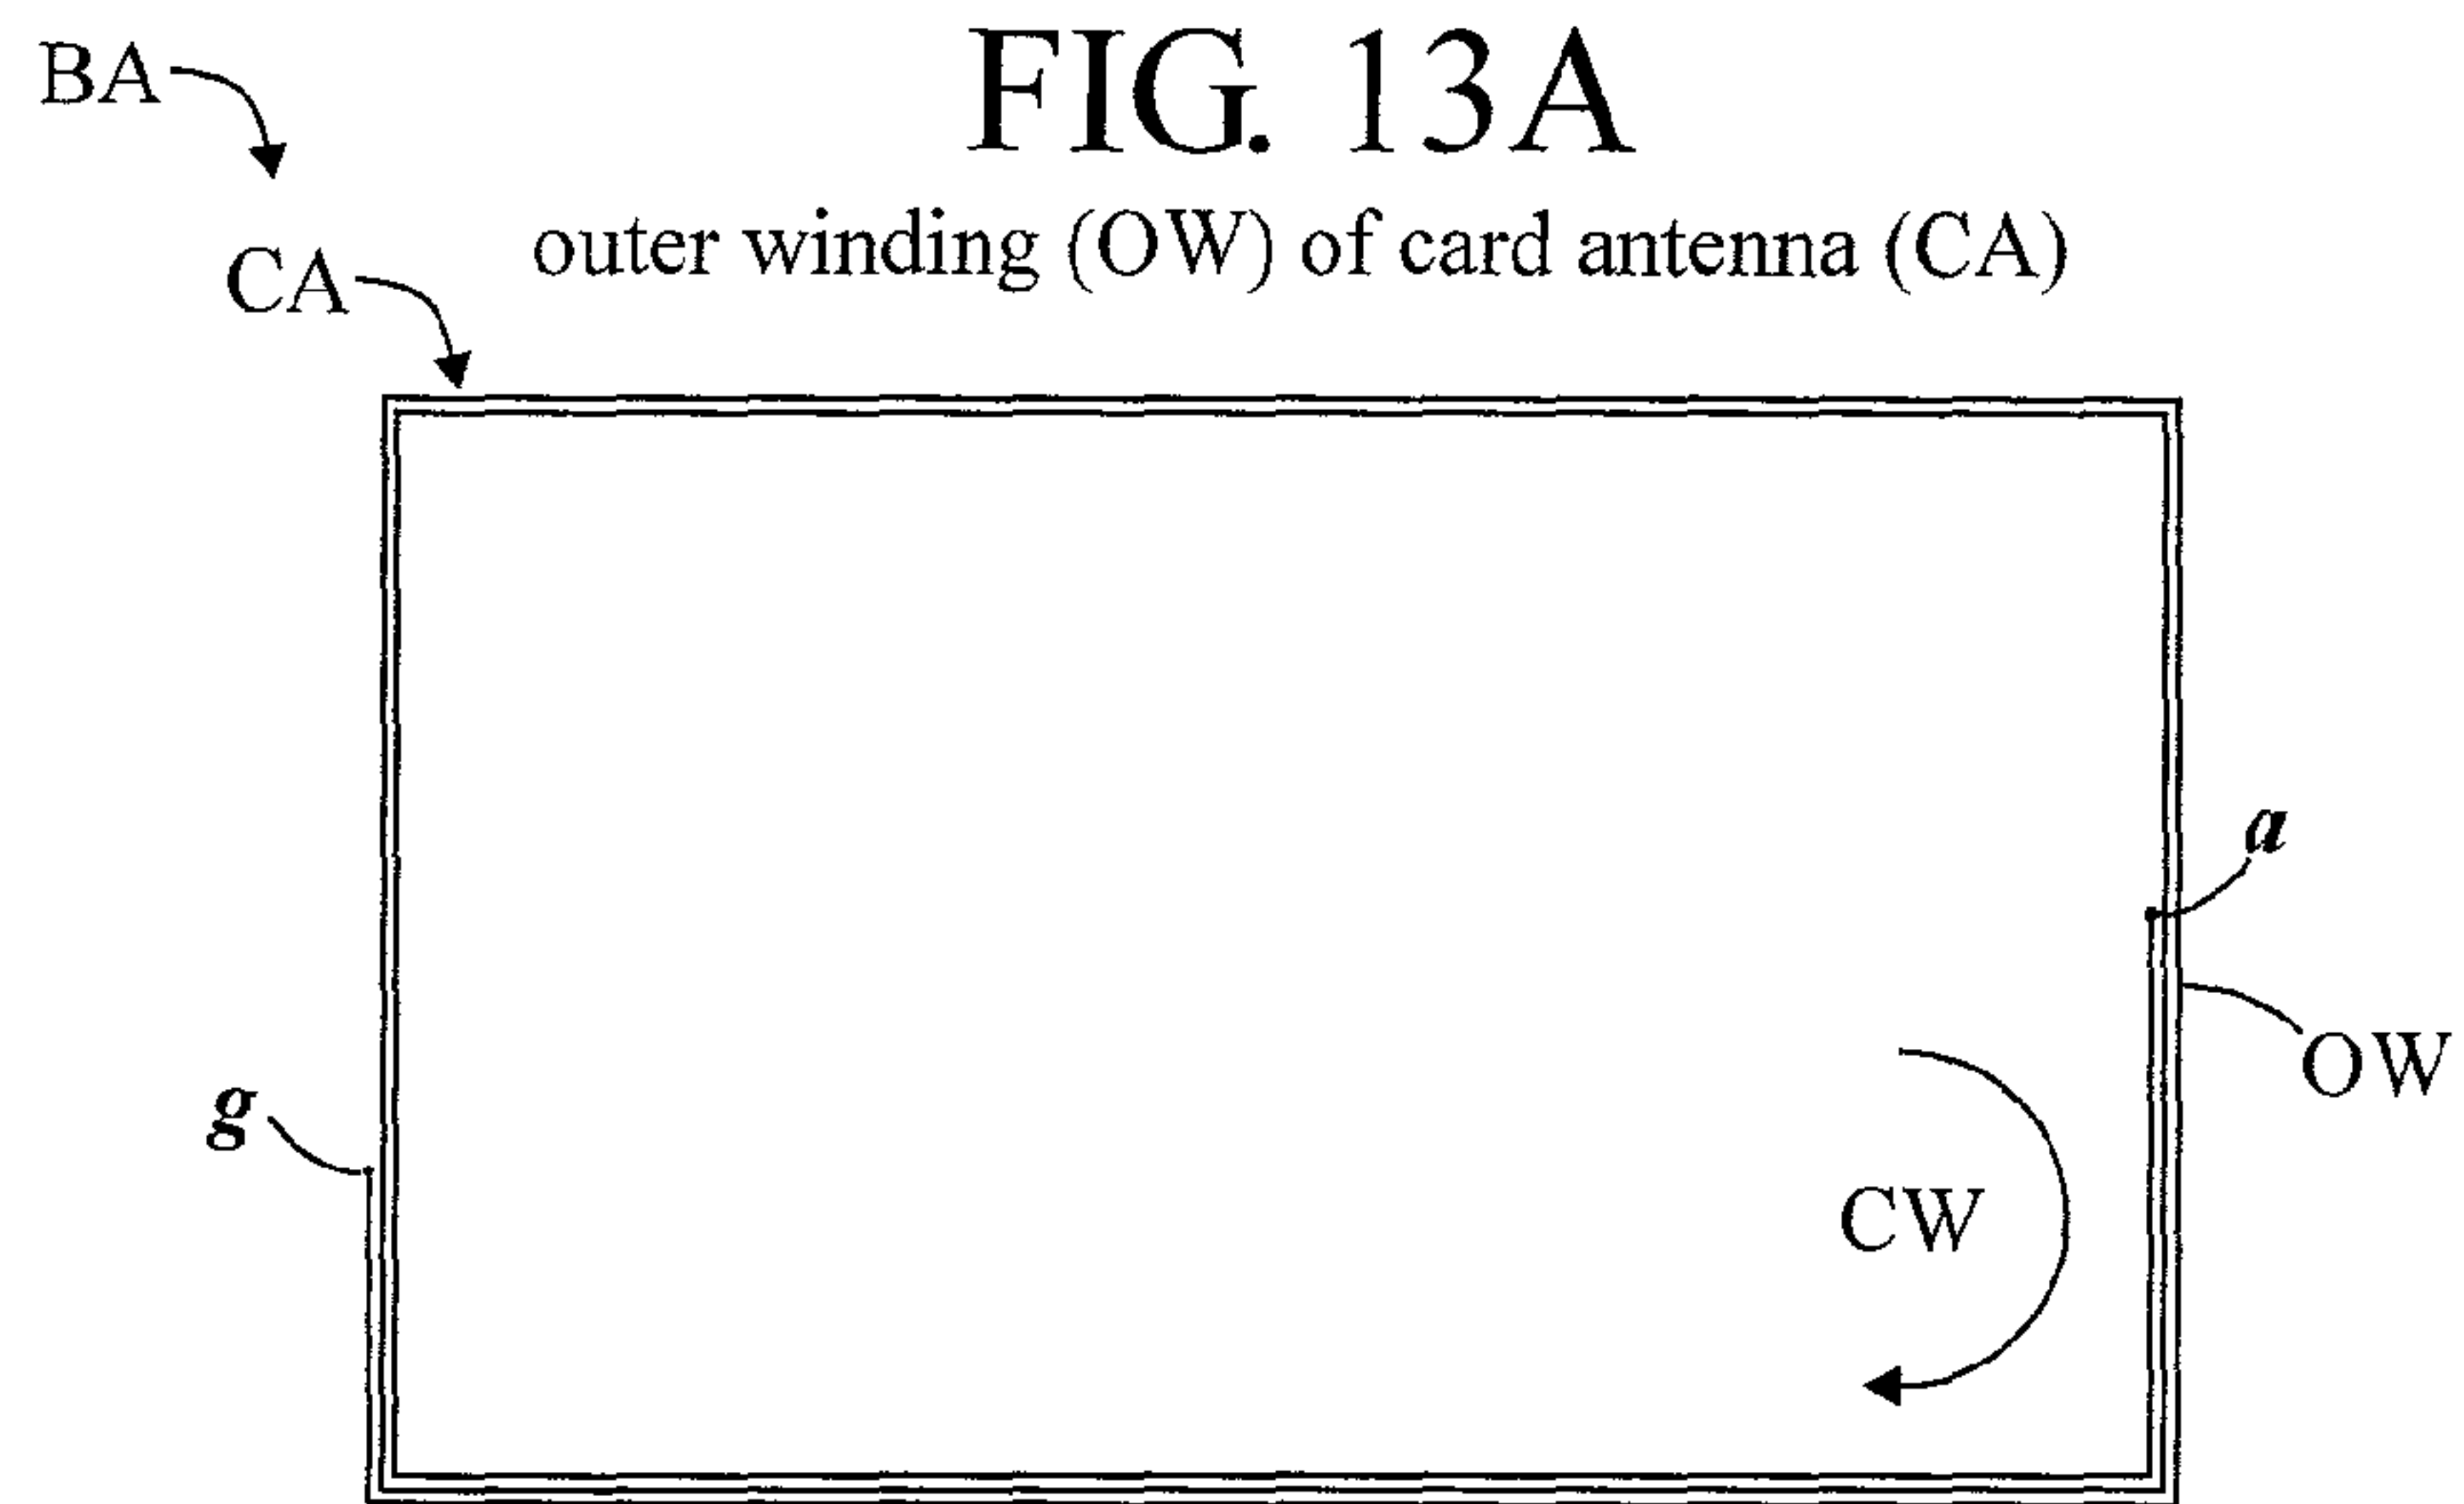 FIG. 13A
BA
outer winding (OW) of card antenna (CA)
CA
a
OW
g
CW